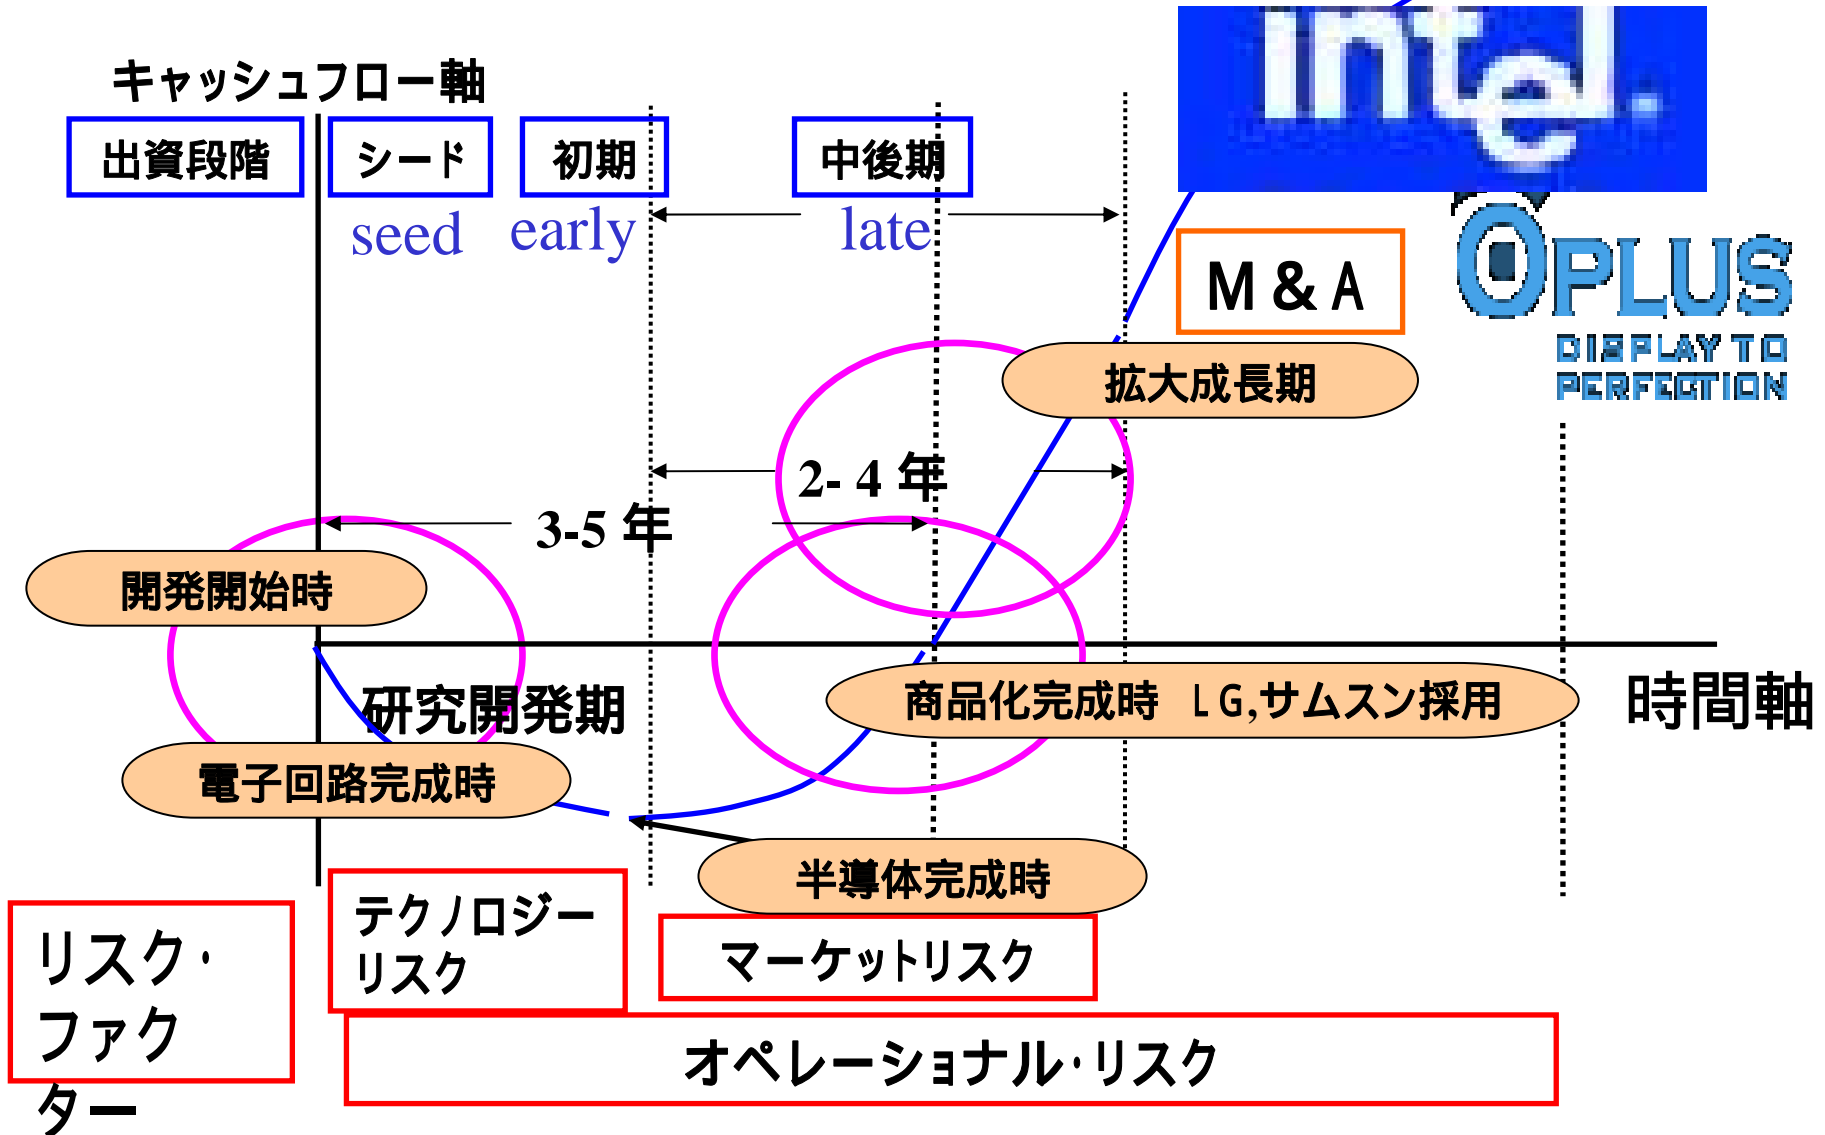 intel.
キャッシュフロー軸
出資段階
シード
初期
中後期
seed
early
late
M & A
OPLUS
DISPLAY TO
PERFECTION
拡大成長期
2- 4 年
3-5 年
開発開始時
研究開発期
商品化完成時 LG,サムスン採用
時間軸
電子回路完成時
半導体完成時
テクノロジー
リスク
マーケットリスク
リスク・
ファク
ター
オペレーショナル・リスク